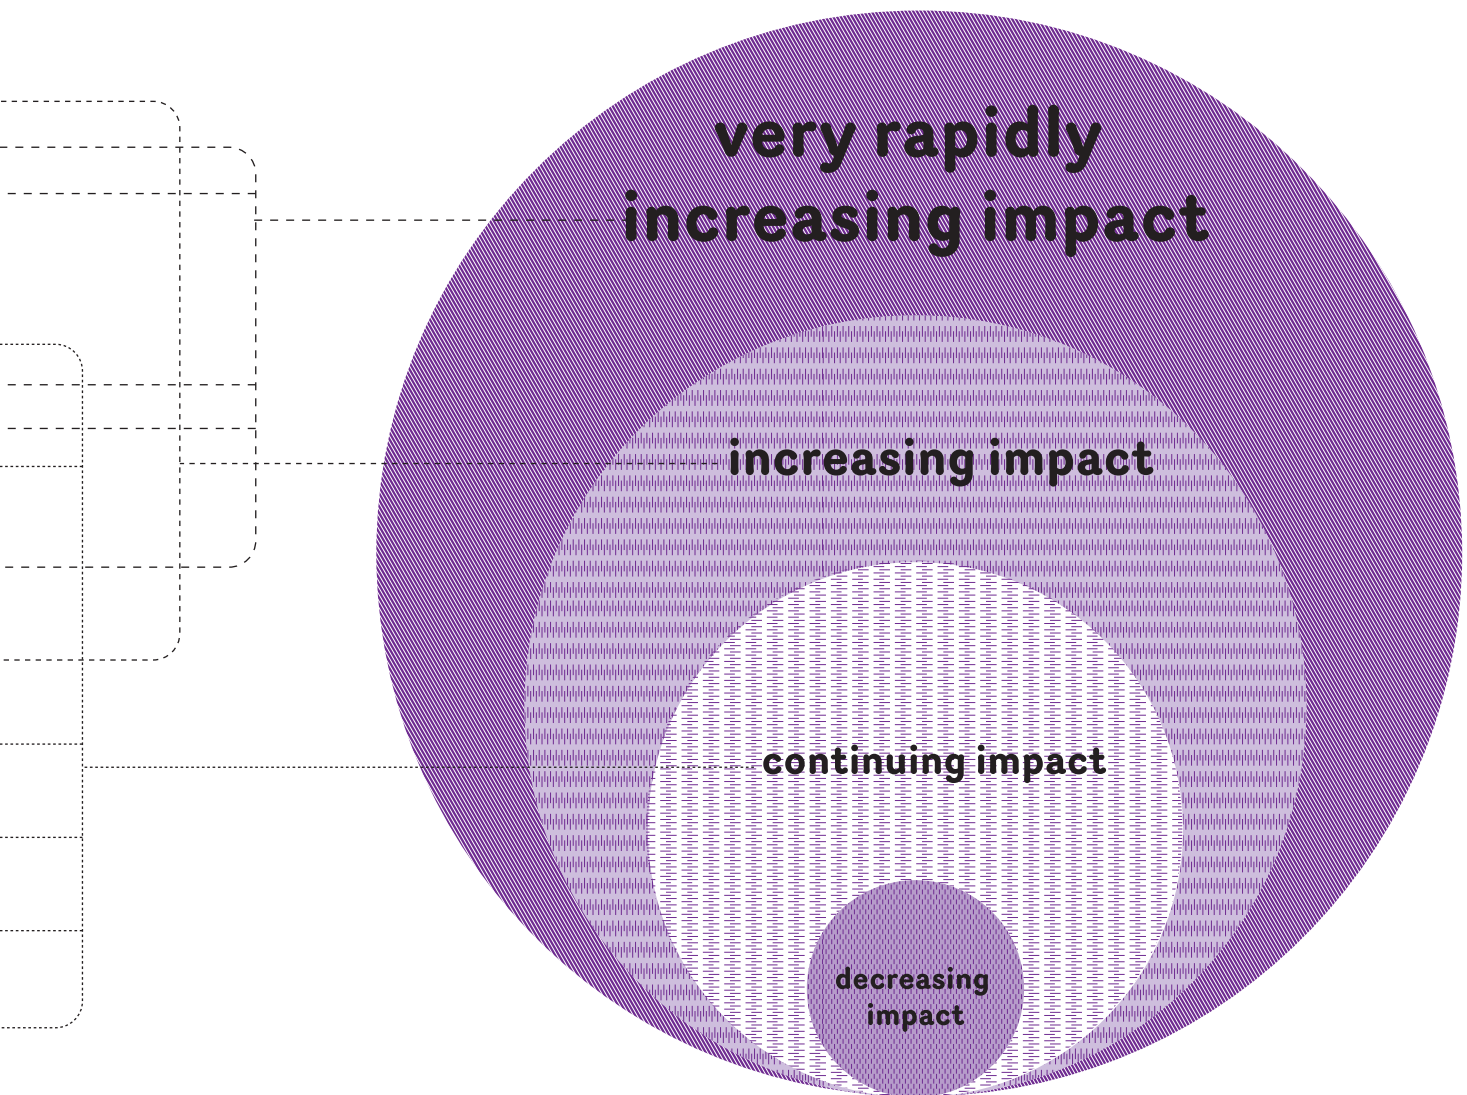 very rapidly
increasing impact
increasing impact
continuing impact
decreasing
impact